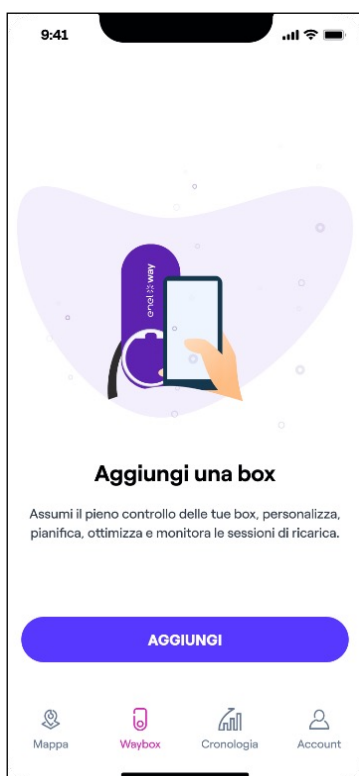 9:41
enel x way
Aggiungi una box
Assumi il pieno controllo delle tue box, personalizza,
pianifica, ottimizza e monitora le sessioni di ricarica.
AGGIUNGI
Mappa
Waybox
Cronologia
Account